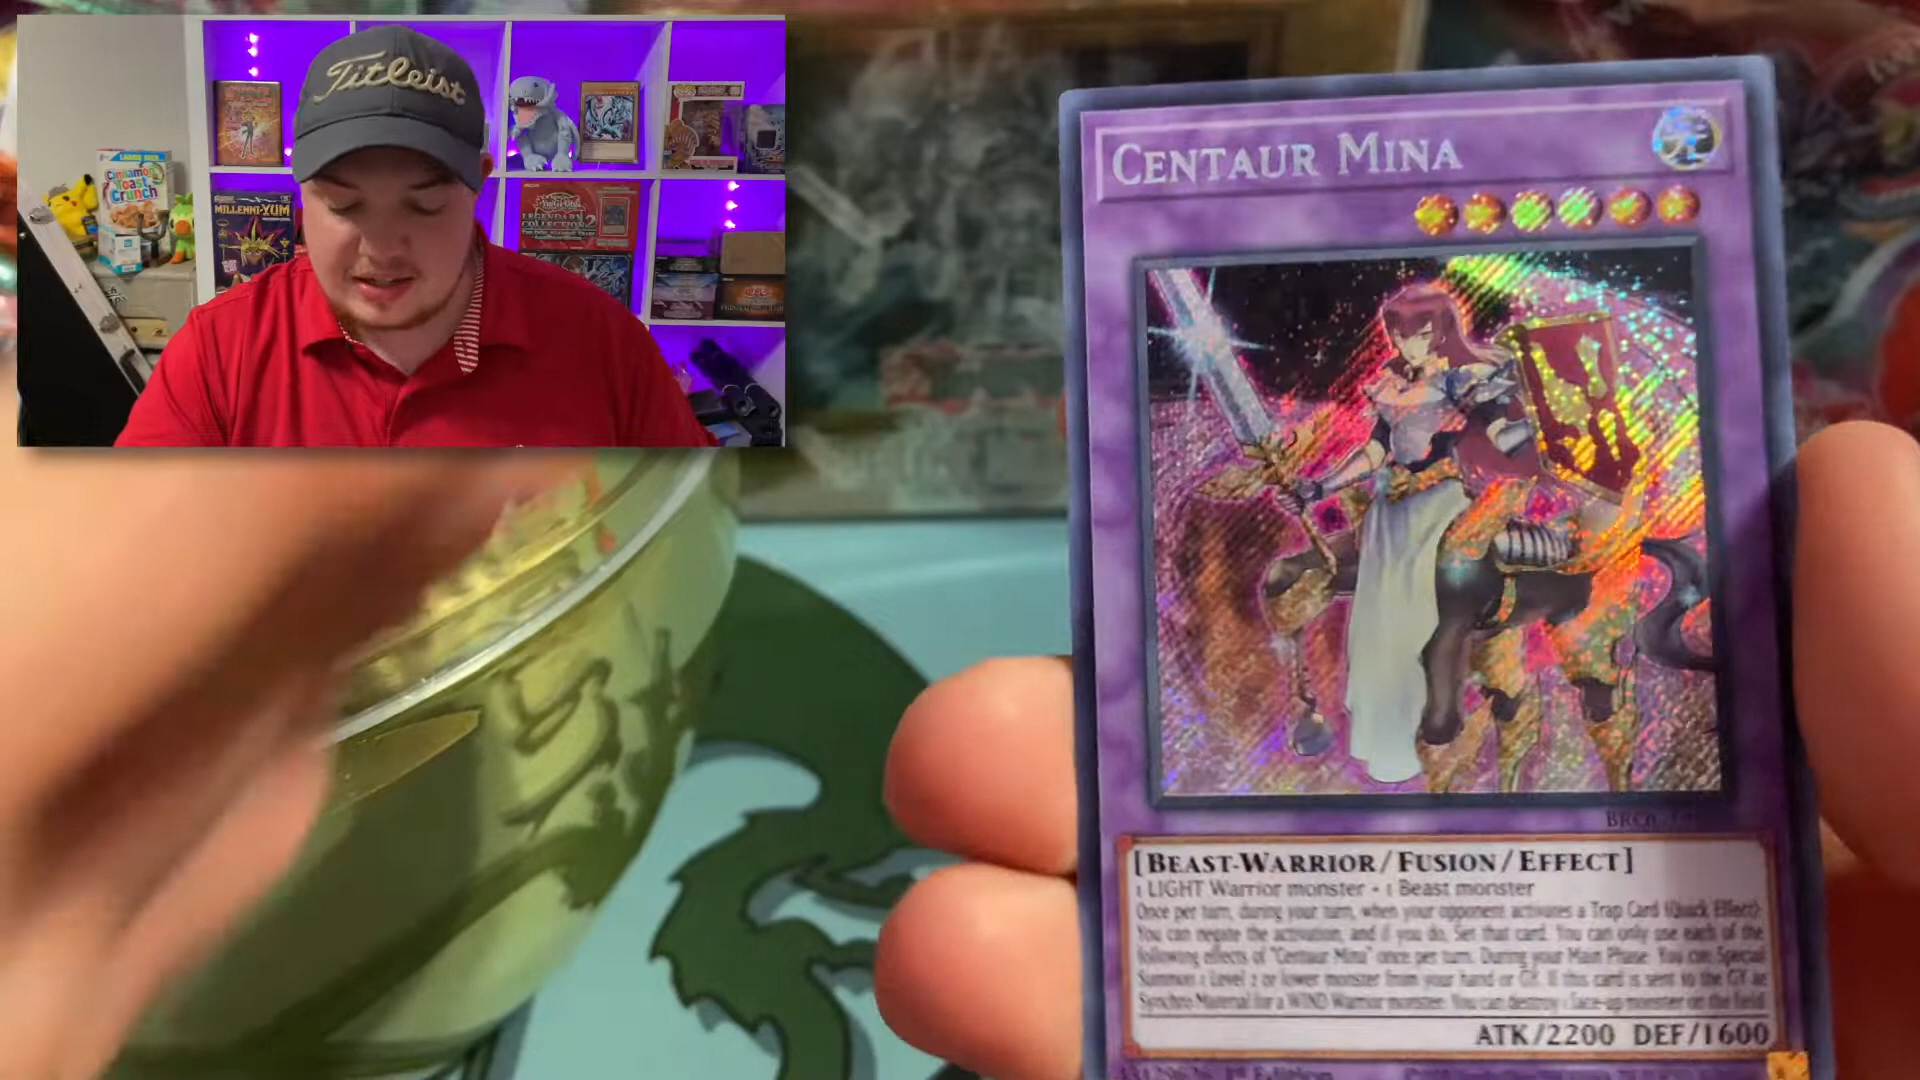 Titleist
LARGE SIZE
Cinnamon
Toast
Crunch
MILLENNI-YUM
Yu-Gi-Oh!
LEGENDARY
COLLECTION 2
CENTAUR MINA
[BEAST-WARRIOR/FUSION/EFFECT]
1 LIGHT Warrior monster + 1 Beast monster
Once per turn, during your turn, when your opponent activates a Trap Card (Quick Effect):
You can negate the activation, and if you do, Set that card. You can only use each of the
following effects of "Centaur Mina" once per turn. During your Main Phase: You can Special
Summon 1 Level 2 or lower monster from your hand or GY. If this card is sent to the GY as
Synchro Material for a WIND Warrior monster: You can destroy 1 face-up monster on the field.
ATK/2200 DEF/1600
1st Edition